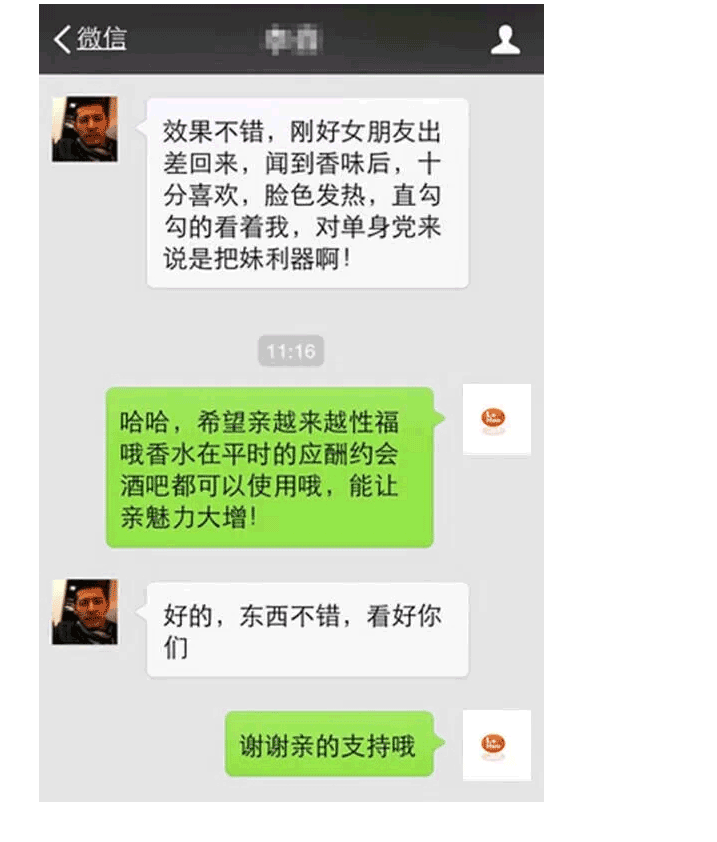 微信
效果不错，刚好女朋友出
差回来，闻到香味后，十
分喜欢，脸色发热，直勾
勾的看着我，对单身党来
说是把妹利器啊！
11:16
哈哈，希望亲越来越性福
哦香水在平时的应酬约会
酒吧都可以使用哦，能让
亲魅力大增！
好的，东西不错，看好你
们
谢谢亲的支持哦